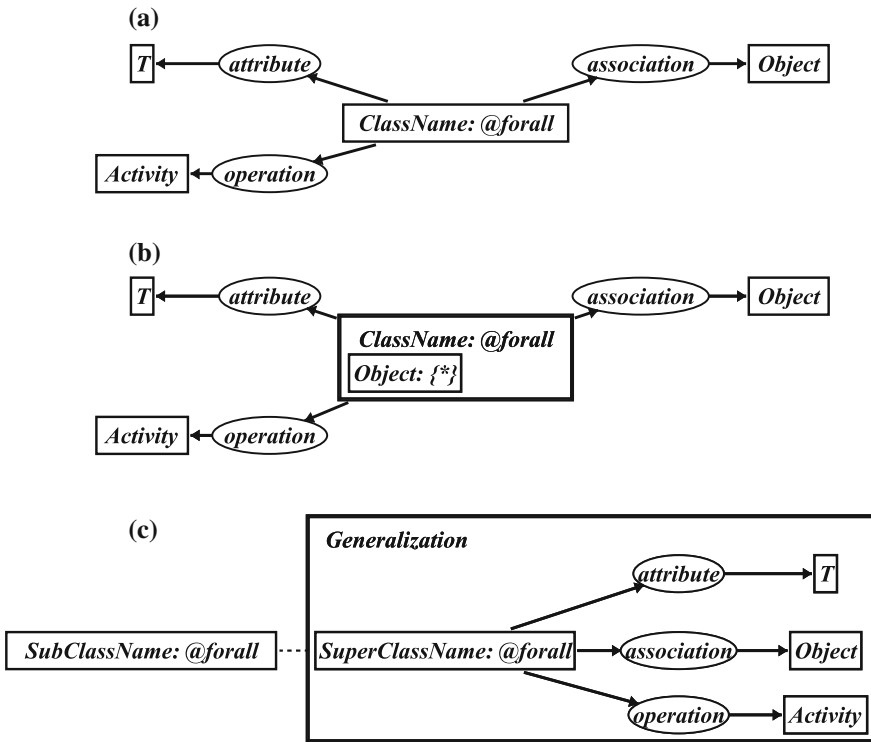 (a)
T
attribute
association
Object
ClassName: @forall
Activity
operation
(b)
T
attribute
association
Object
ClassName: @forall
Object: {*}
Activity
operation
(c)
Generalization
attribute
T
SubClassName: @forall
SuperClassName: @forall
association
Object
operation
Activity